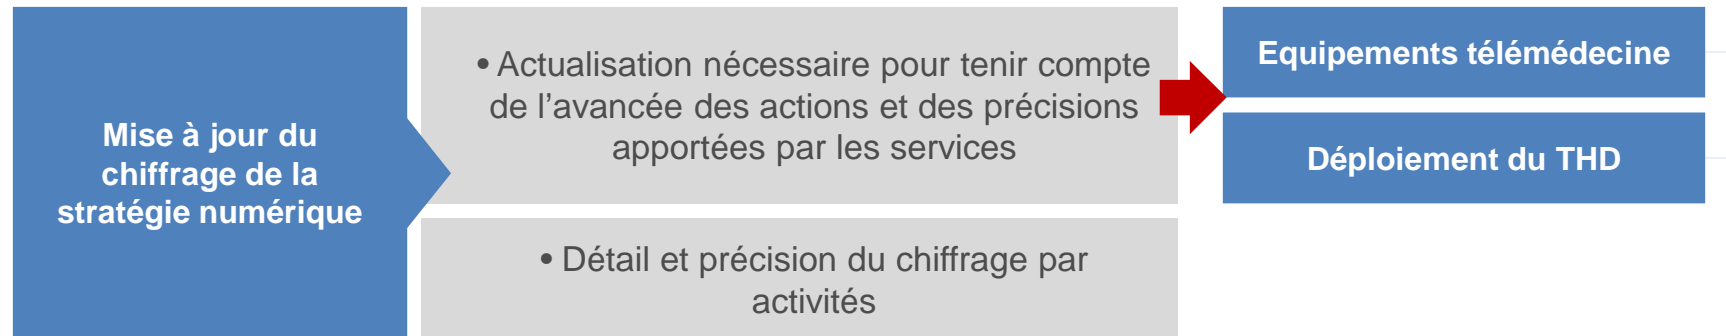 Mise à jour du
chiffrage de la
stratégie numérique
• Actualisation nécessaire pour tenir compte
de l’avancée des actions et des précisions
apportées par les services
• Détail et précision du chiffrage par
activités
Equipements télémédecine
Déploiement du THD